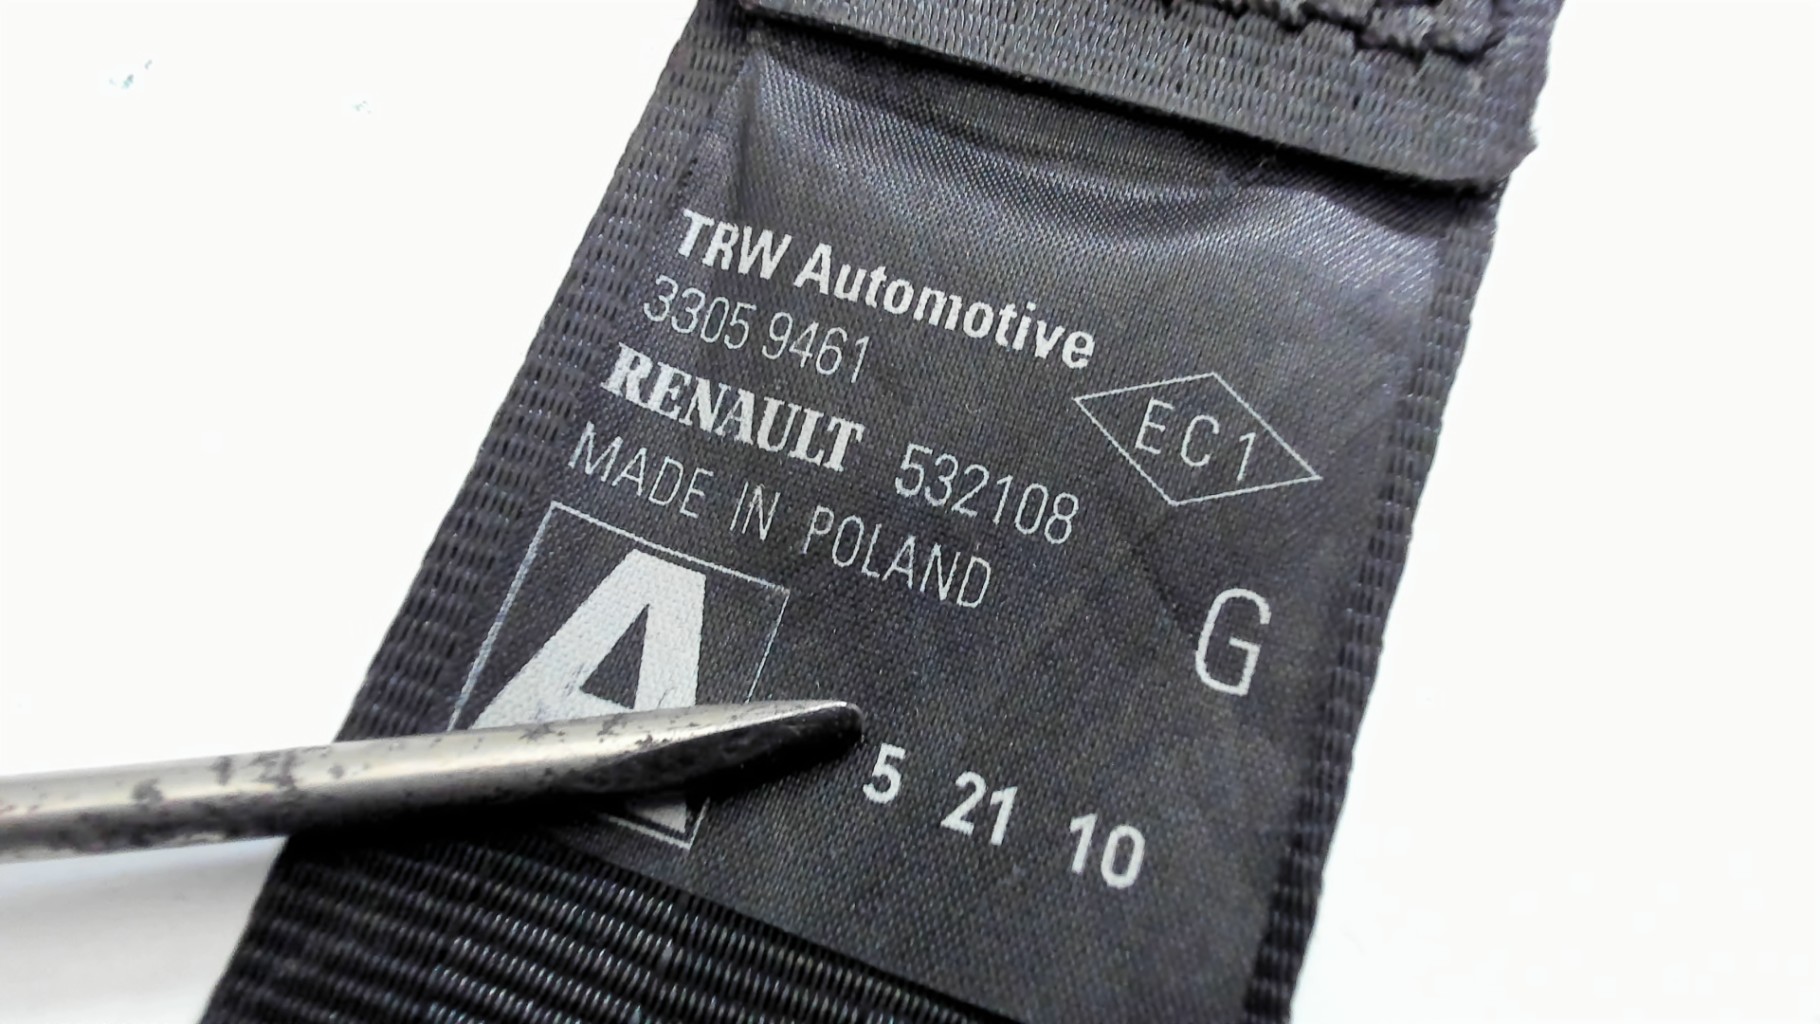 TRW Automotive
3305 9461
EC1
RENAULT 532108
MADE IN POLAND
G
A
5 21 10